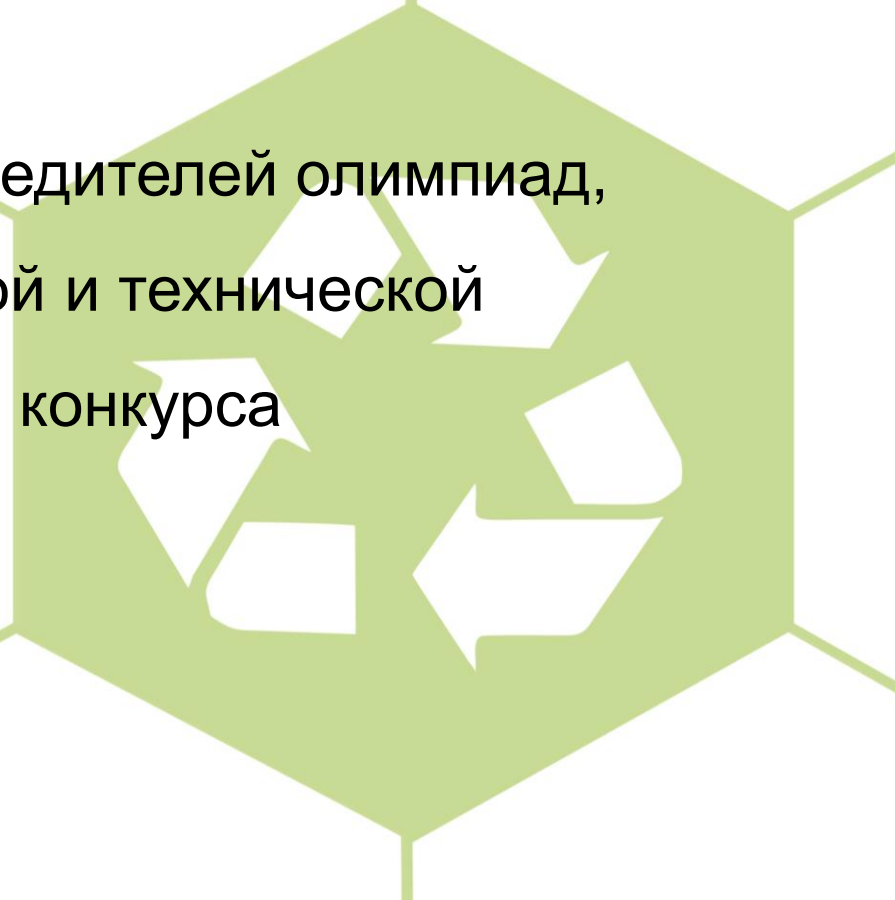 едителей олимпиад,
ой и технической
конкурса